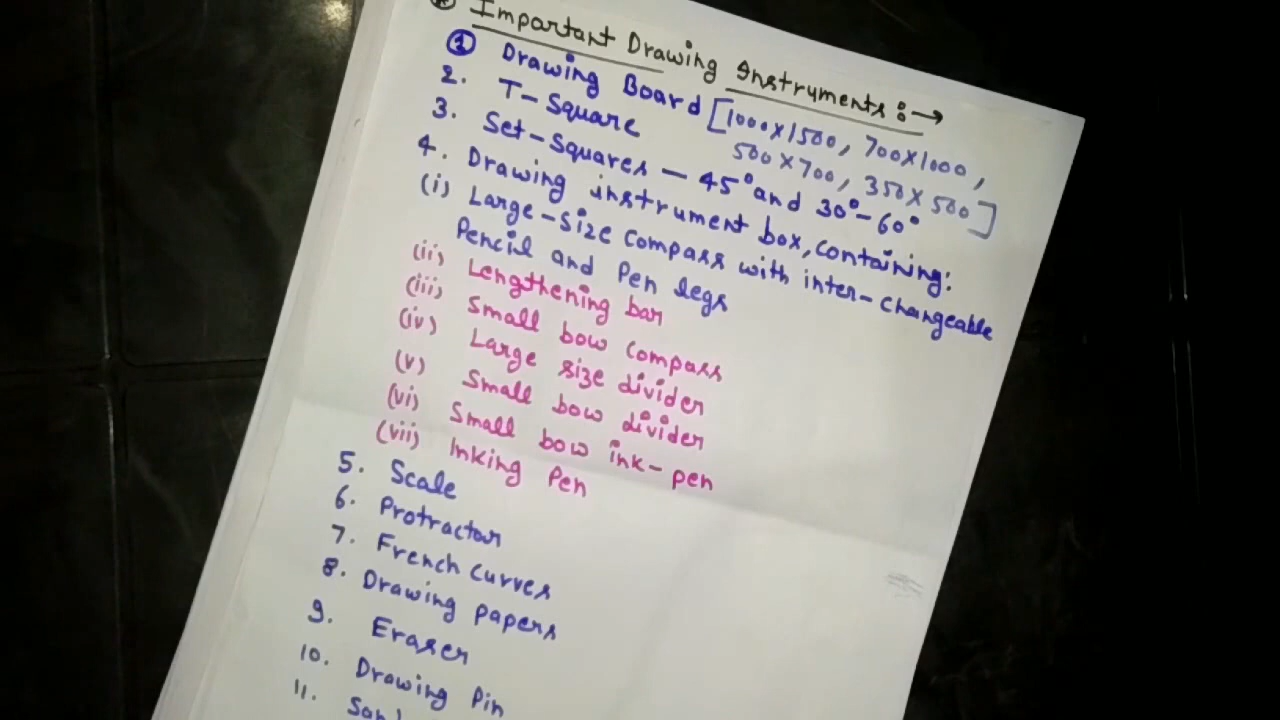 Important Drawing Instruments :→
1 Drawing Board [1000x1500, 700x1000,
500x700, 350x500]
2. T-Square
3. Set-Squares — 45° and 30°-60°
4. Drawing instrument box, containing:
(i) Large-size Compass with inter-changeable
Pencil and Pen legs
(ii) Lengthening bar
(iii) Small bow compass
(iv) Large size divider
(v) Small bow divider
(vi) Small bow ink-pen
(vii) Inking Pen
5. Scale
6. Protractor
7. French Curves
8. Drawing papers
9. Eraser
10. Drawing Pin
11.